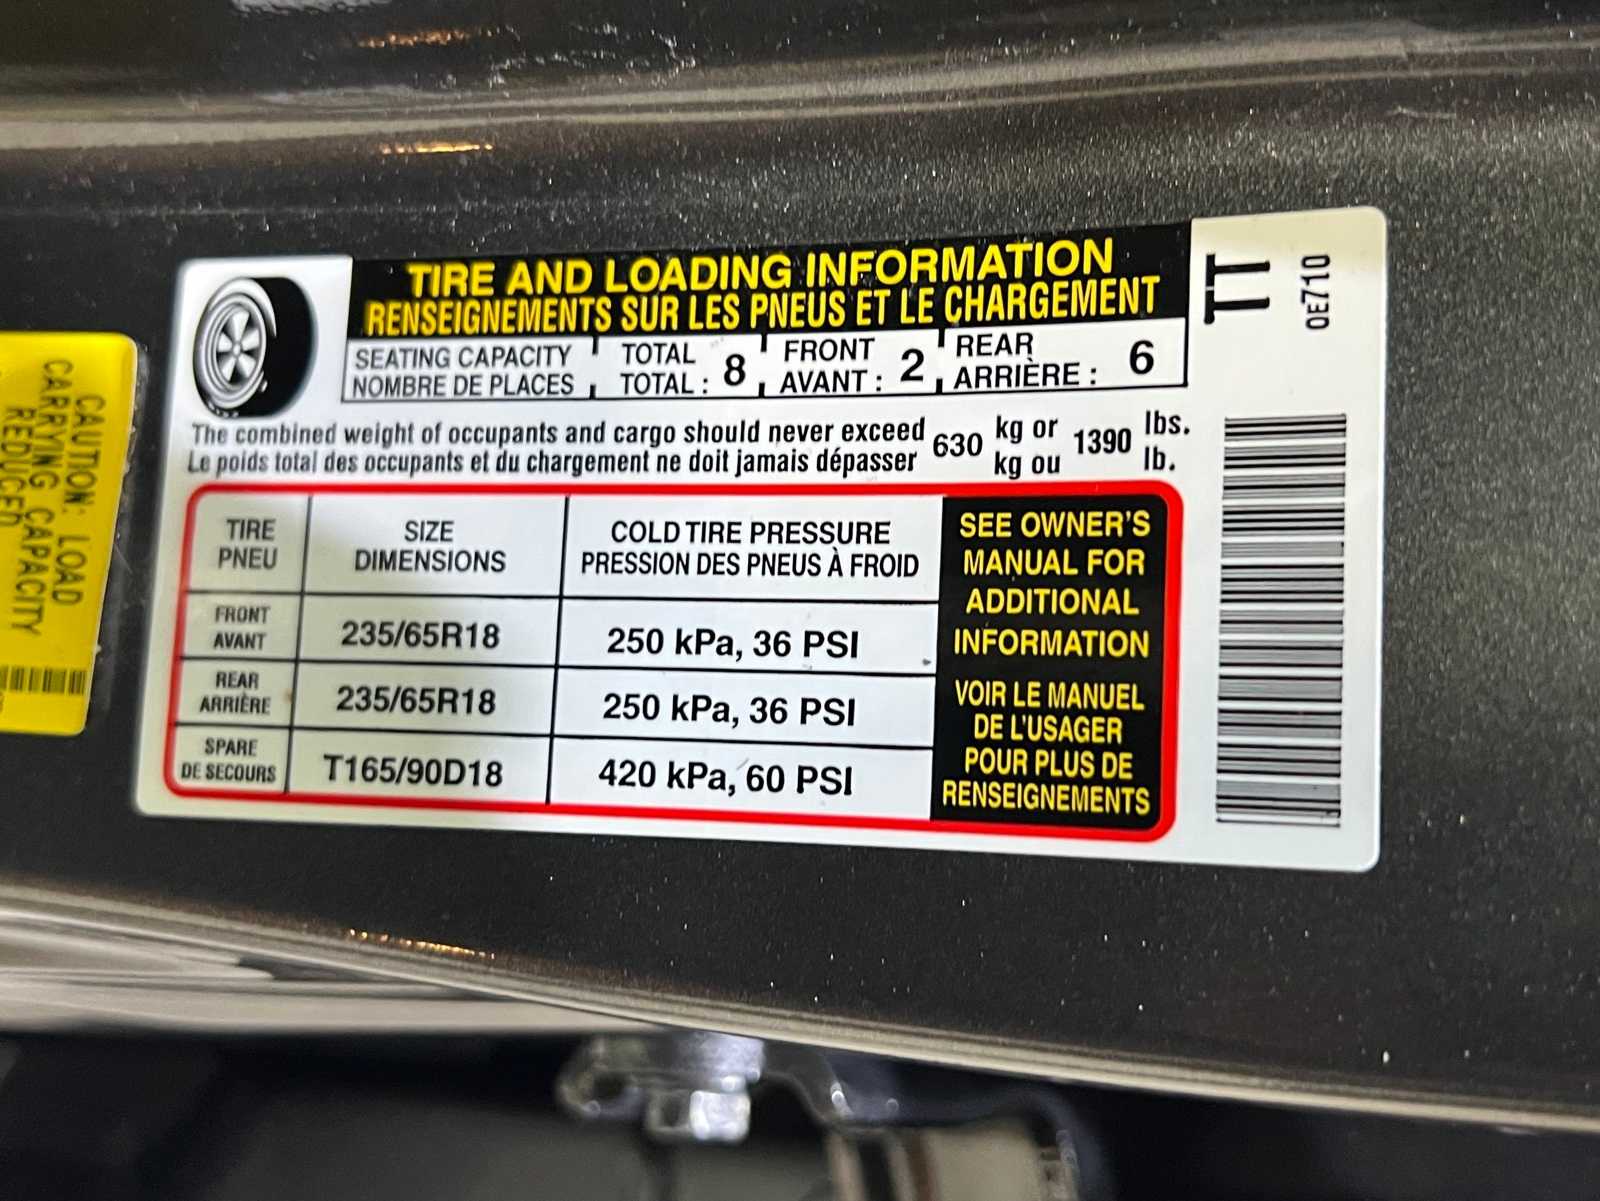 TIRE AND LOADING INFORMATION
RENSEIGNEMENTS SUR LES PNEUS ET LE CHARGEMENT
SEATING CAPACITY TOTAL FRONT REAR
NOMBRE DE PLACES TOTAL : 8 AVANT : 2 ARRIÈRE : 6
The combined weight of occupants and cargo should never exceed 630 kg or 1390 lbs.
Le poids total des occupants et du chargement ne doit jamais dépasser kg ou lb.
TIRE SIZE COLD TIRE PRESSURE
PNEU DIMENSIONS PRESSION DES PNEUS À FROID
FRONT
AVANT 235/65R18 250 kPa, 36 PSI
REAR
ARRIÈRE 235/65R18 250 kPa, 36 PSI
SPARE
DE SECOURS T165/90D18 420 kPa, 60 PSI
SEE OWNER'S
MANUAL FOR
ADDITIONAL
INFORMATION
VOIR LE MANUEL
DE L'USAGER
POUR PLUS DE
RENSEIGNEMENTS
TT
0E710
CAUTION: LOAD
CARRYING CAPACITY
REDUCED